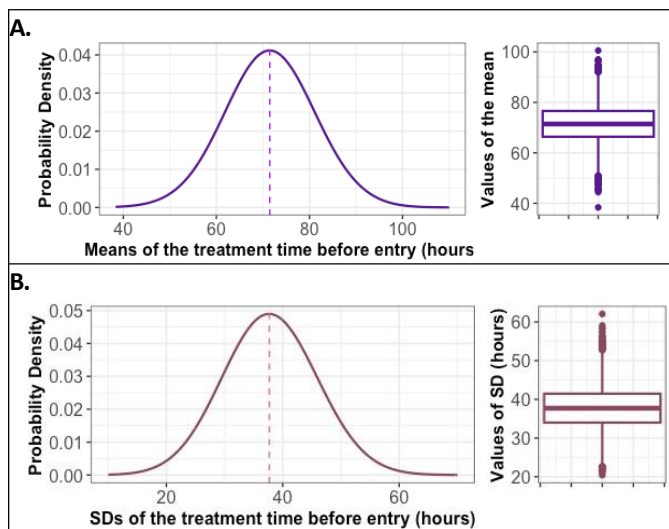 A.
Probability Density
0.04
0.03
0.02
0.01
0.00
40 60 80 100
Means of the treatment time before entry (hours
Values of the mean
100
80
60
40
B.
Probability Density
0.05
0.04
0.03
0.02
0.01
0.00
20 40 60
SDs of the treatment time before entry (hours)
Values of SD (hours)
60
50
40
30
20